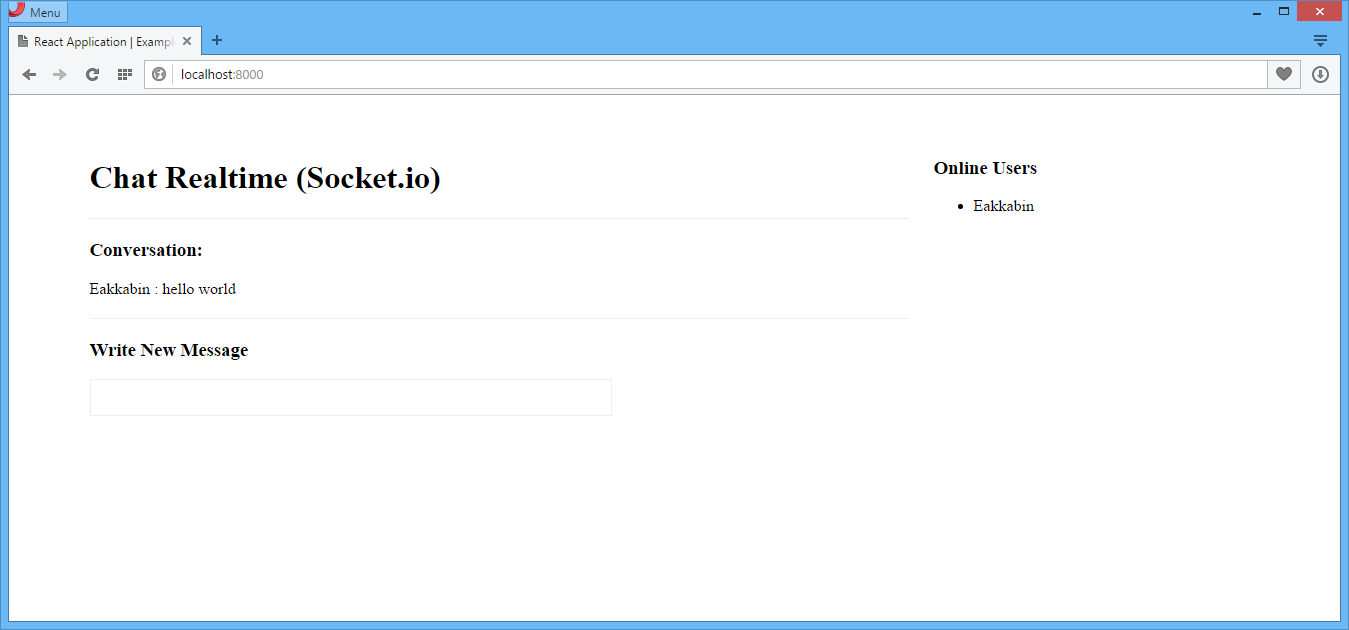 Menu
React Application | Exampl
localhost:8000
Chat Realtime (Socket.io)
Conversation:
Eakkabin : hello world
Write New Message
Online Users
Eakkabin